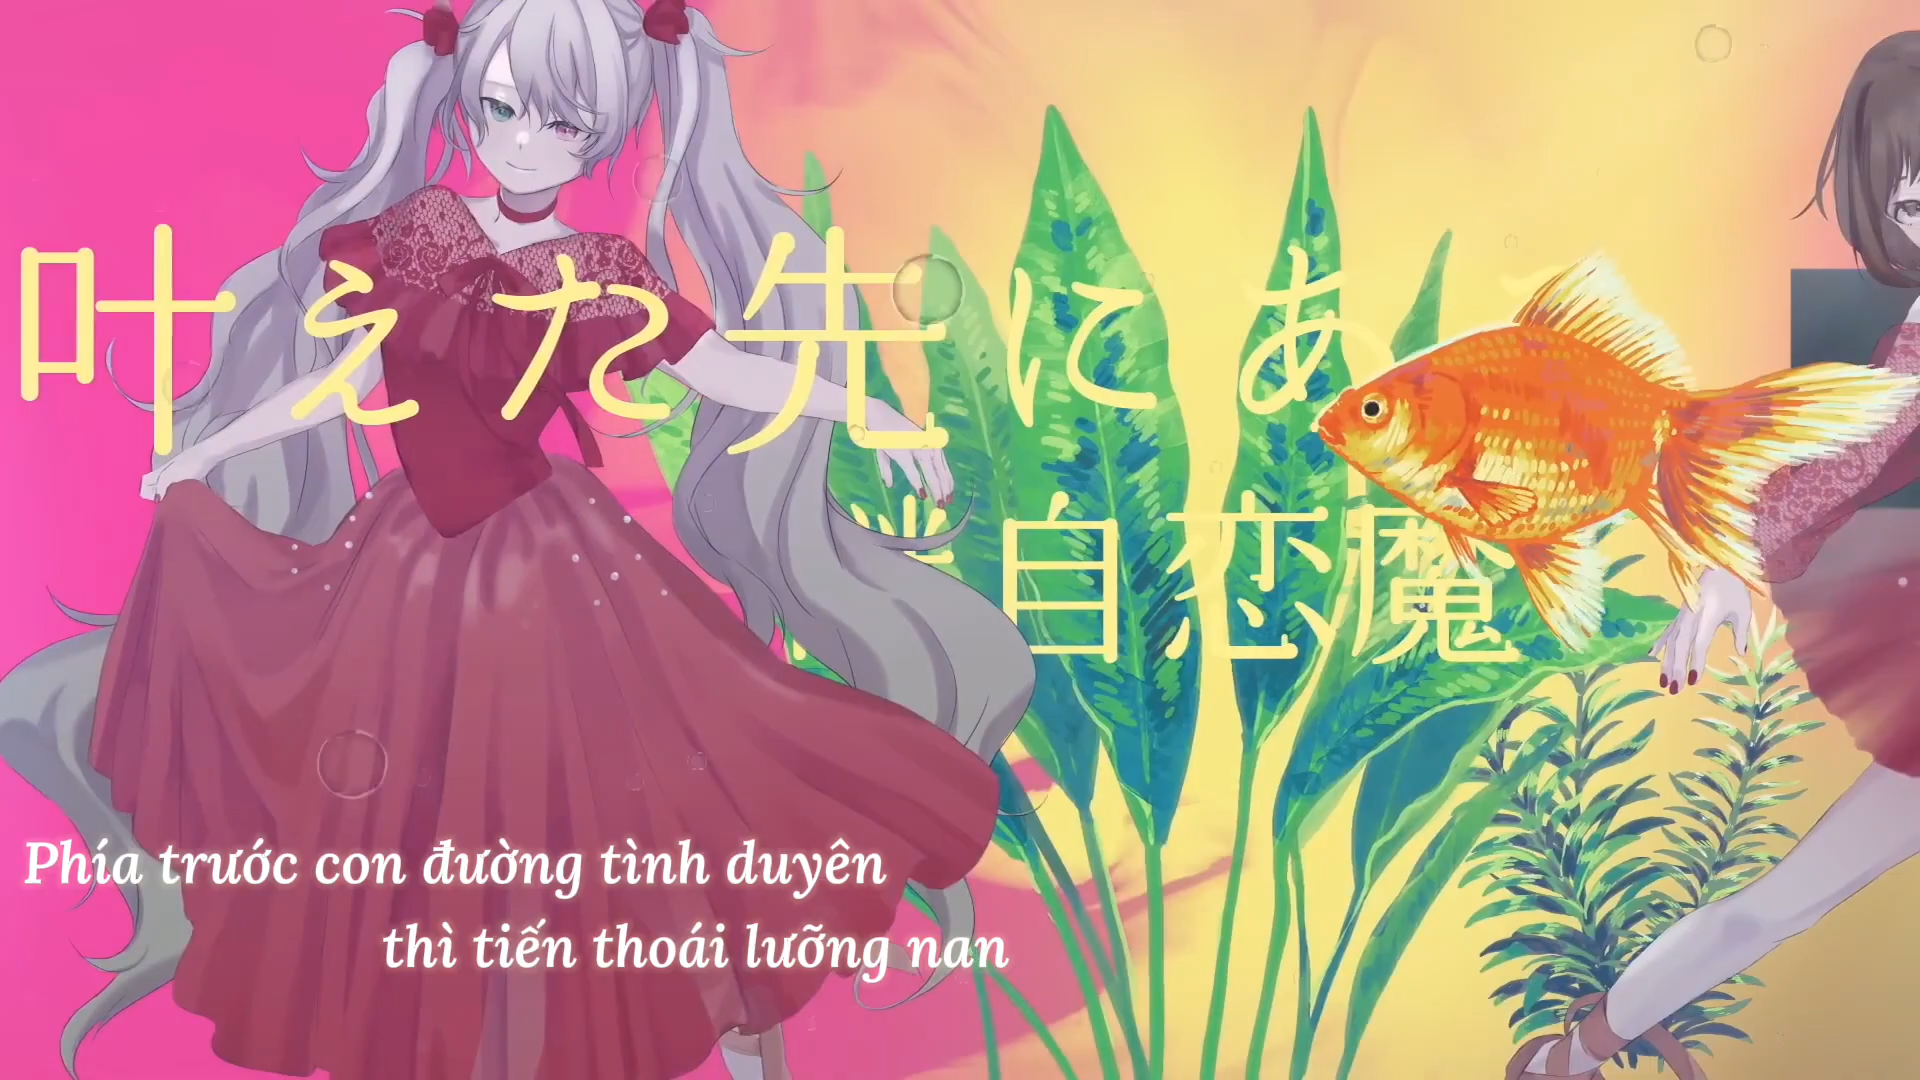 叶えた先にあ
自恋魔
Phía trước con đường tình duyên
thì tiến thoái lưỡng nan